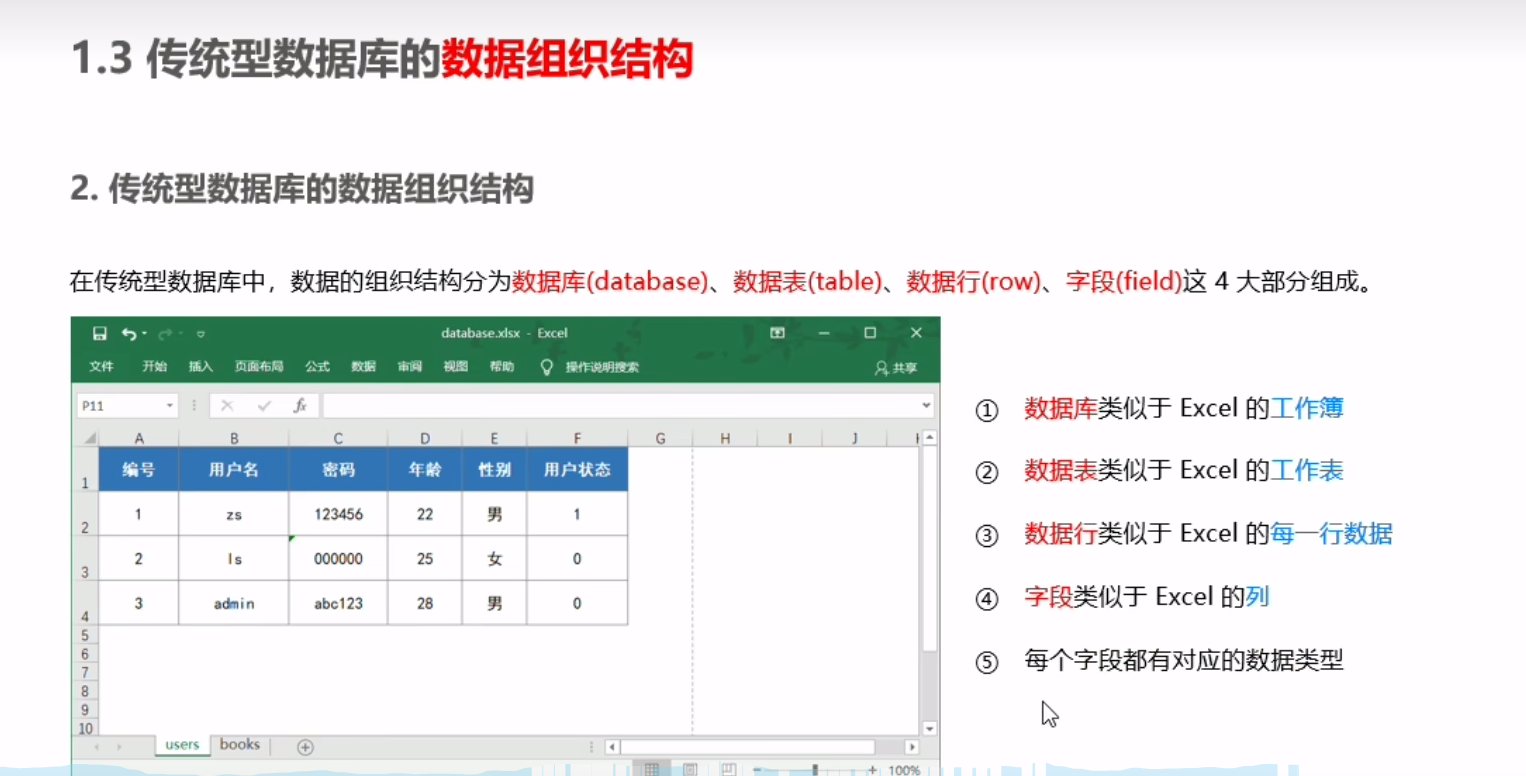 1.3 传统型数据库的数据组织结构
2. 传统型数据库的数据组织结构
在传统型数据库中，数据的组织结构分为数据库(database)、数据表(table)、数据行(row)、字段(field)这 4 大部分组成。
database.xlsx - Excel
文件 开始 插入 页面布局 公式 数据 审阅 视图 帮助 操作说明搜索 共享
P11 fx
A B C D E F G H I J
1 编号 用户名 密码 年龄 性别 用户状态
2 1 zs 123456 22 男 1
3 2 ls 000000 25 女 0
4 3 admin abc123 28 男 0
5
6
7
8
9
10
users books
100%
① 数据库类似于 Excel 的工作簿
② 数据表类似于 Excel 的工作表
③ 数据行类似于 Excel 的每一行数据
④ 字段类似于 Excel 的列
⑤ 每个字段都有对应的数据类型